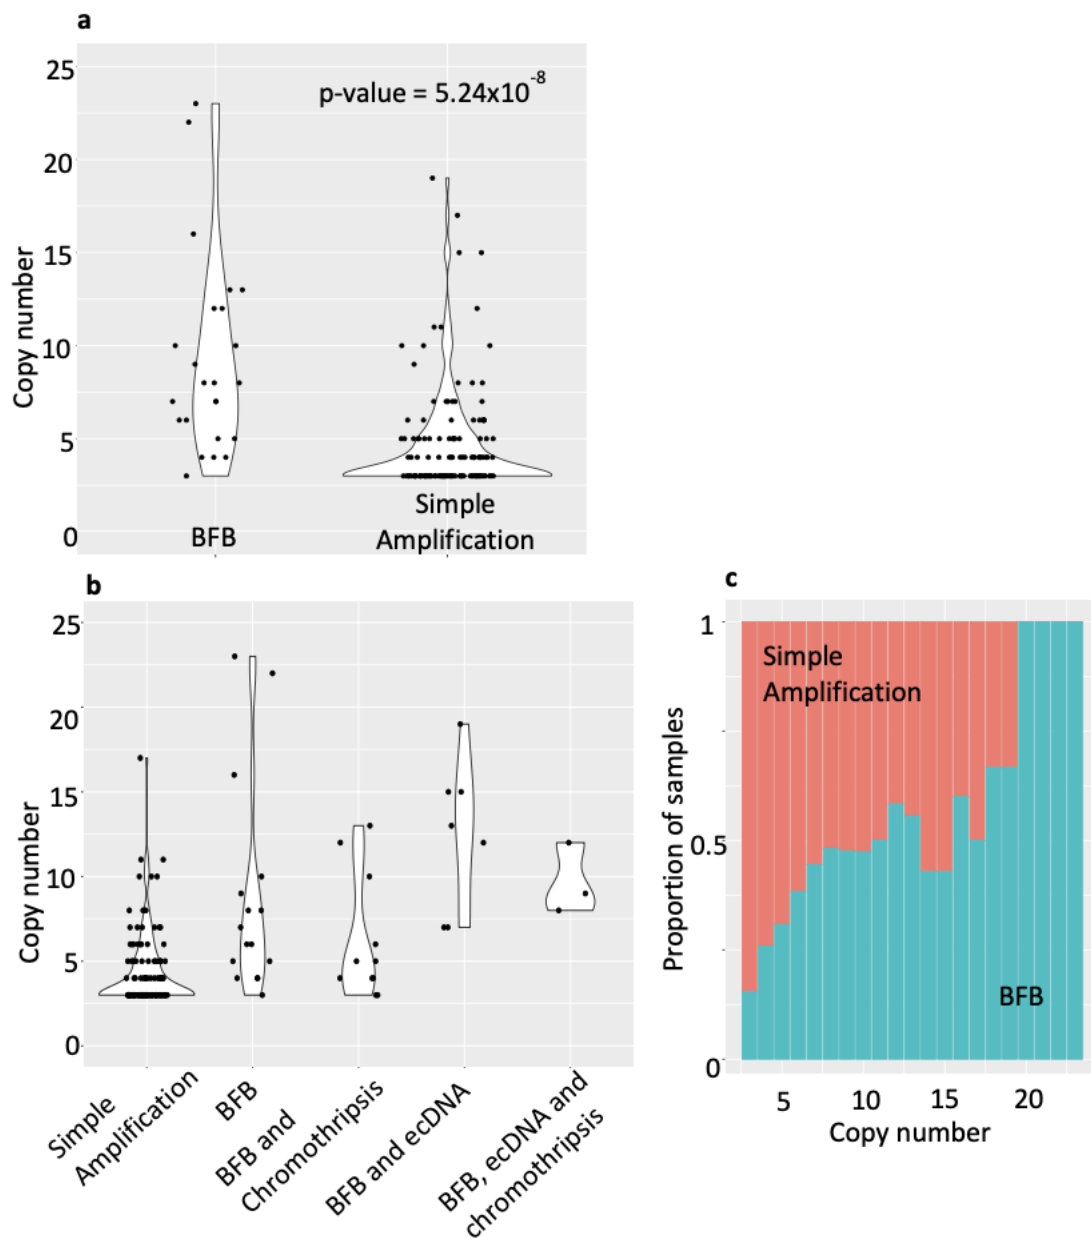 a
25
20
15
10
5
0
Copy number
p-value = 5.24x10^-8
BFB
Simple
Amplification
b
25
20
15
10
5
0
Copy number
Simple
Amplification
BFB
BFB and
Chromothripsis
BFB and ecDNA
BFB, ecDNA and
chromothripsis
c
1
0.5
0
Proportion of samples
Simple
Amplification
BFB
5 10 15 20
Copy number